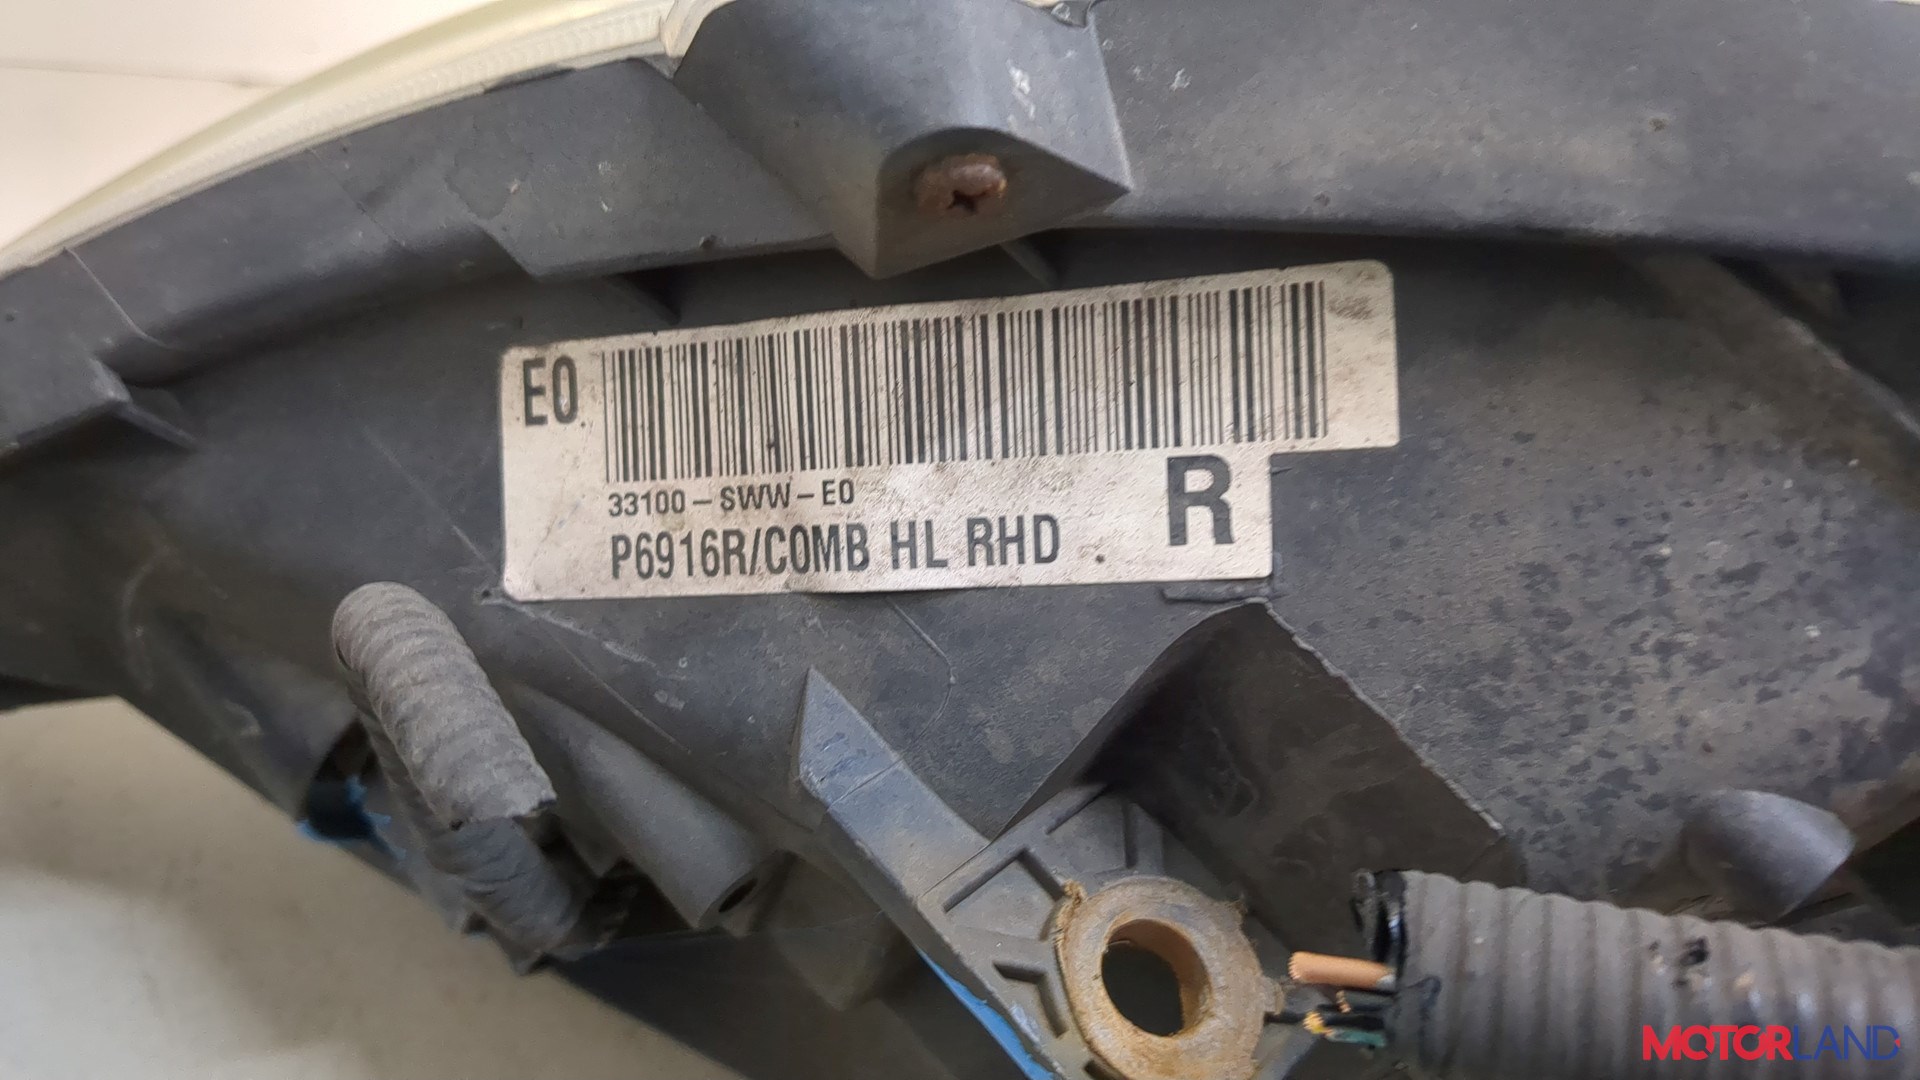 E0
33100-SWW-E0
P6916R/COMB HL RHD
R
MOTORLAND